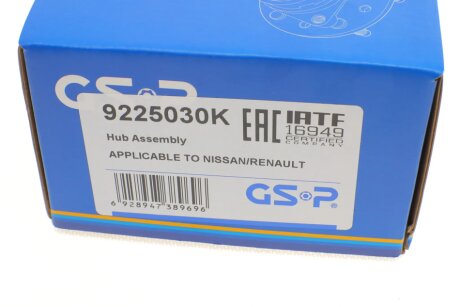 GSP
9225030K
EAC
IATF
16949
CERTIFIED
COMPANY
Hub Assembly
APPLICABLE TO NISSAN/RENAULT
6 928947 389696
GSP